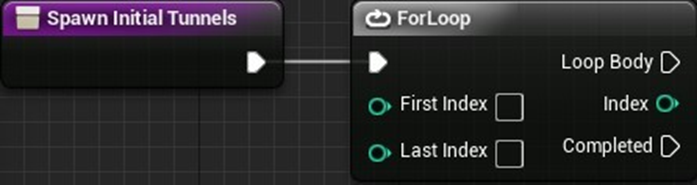 Spawn Initial Tunnels
ForLoop
Loop Body
First Index
Index
Last Index
Completed